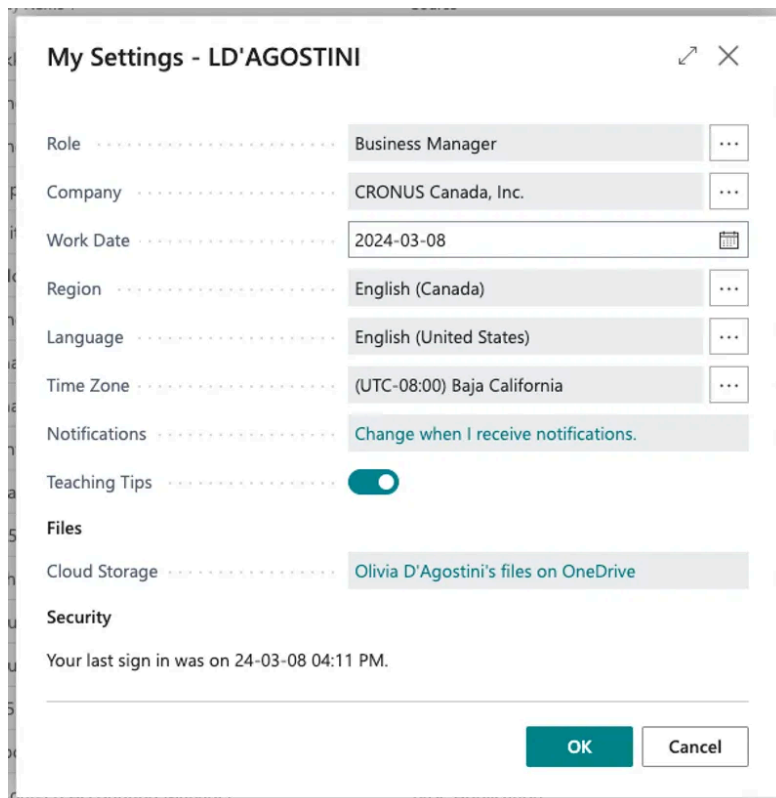 My Settings - LD'AGOSTINI
Role Business Manager
Company CRONUS Canada, Inc.
Work Date 2024-03-08
Region English (Canada)
Language English (United States)
Time Zone (UTC-08:00) Baja California
Notifications Change when I receive notifications.
Teaching Tips
Files
Cloud Storage Olivia D'Agostini's files on OneDrive
Security
Your last sign in was on 24-03-08 04:11 PM.
OK Cancel